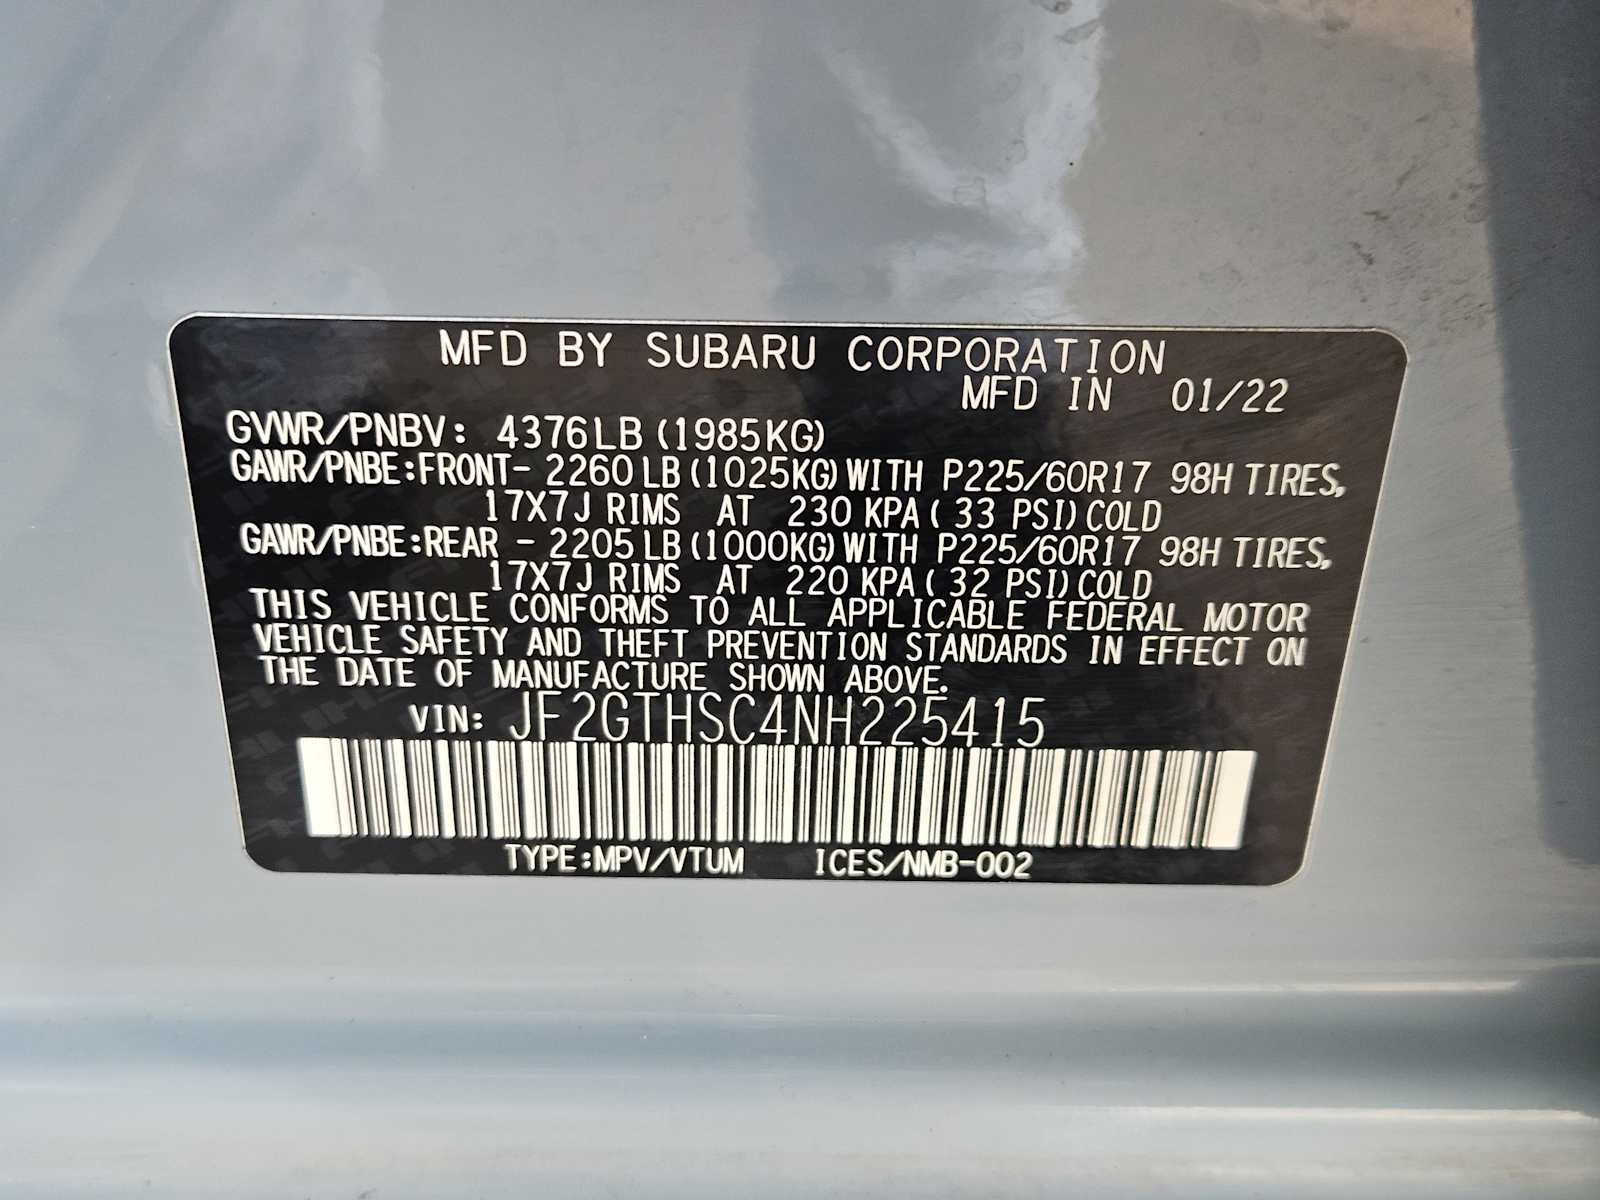 MFD BY SUBARU CORPORATION
MFD IN 01/22
GVWR/PNBV: 4376LB (1985KG)
GAWR/PNBE:FRONT- 2260 LB (1025KG) WITH P225/60R17 98H TIRES,
17X7J RIMS AT 230 KPA ( 33 PSI) COLD
GAWR/PNBE:REAR - 2205 LB (1000KG) WITH P225/60R17 98H TIRES,
17X7J RIMS AT 220 KPA ( 32 PSI) COLD
THIS VEHICLE CONFORMS TO ALL APPLICABLE FEDERAL MOTOR
VEHICLE SAFETY AND THEFT PREVENTION STANDARDS IN EFFECT ON
THE DATE OF MANUFACTURE SHOWN ABOVE.
VIN: JF2GTHSC4NH225415
TYPE:MPV/VTUM ICES/NMB-002